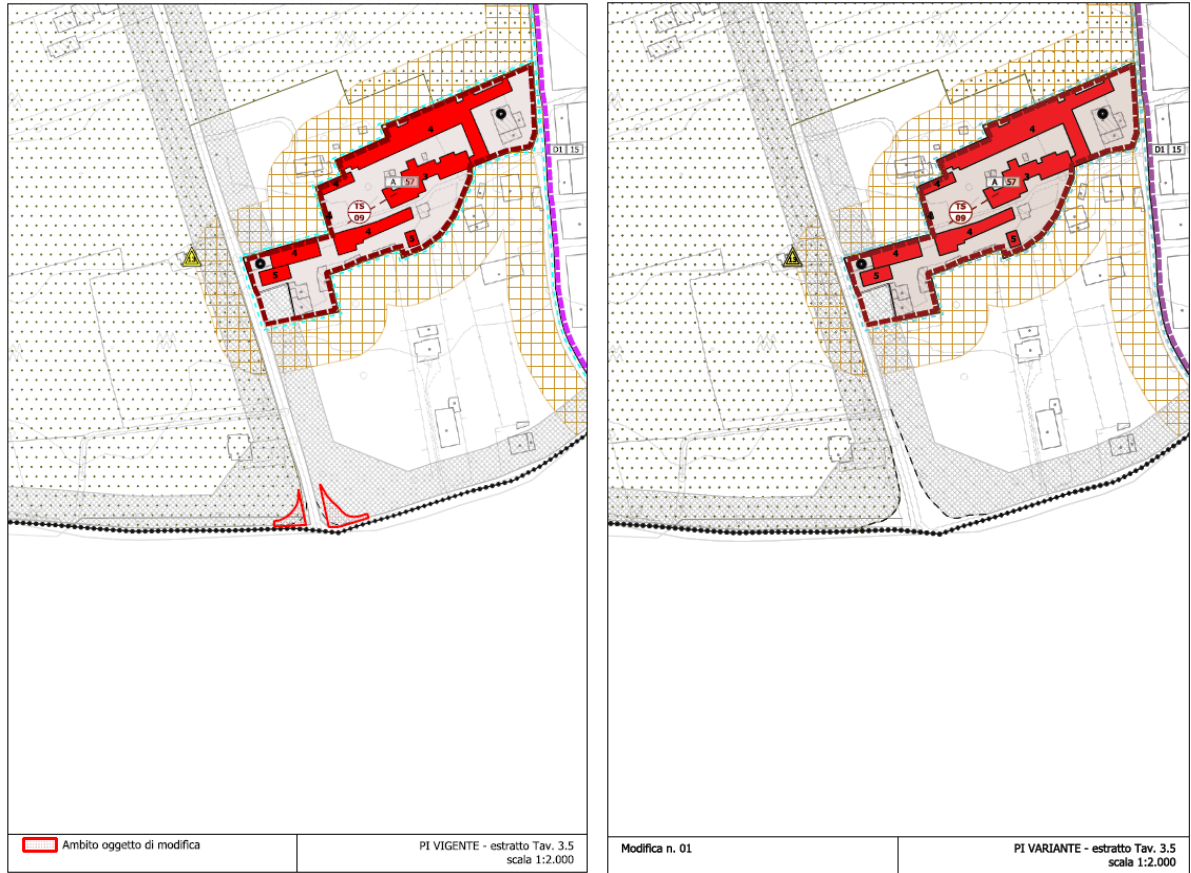 4
D1 15
4
A 57
3
TS
09
4
4
4
5
13
5
Ambito oggetto di modifica
PI VIGENTE - estratto Tav. 3.5
scala 1:2.000
4
D1 15
4
A 57
3
TS
09
4
4
4
5
13
5
Modifica n. 01
PI VARIANTE - estratto Tav. 3.5
scala 1:2.000